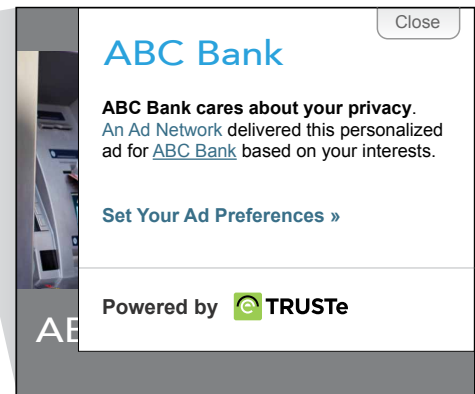 Close
ABC Bank
ABC Bank cares about your privacy.
An Ad Network delivered this personalized
ad for ABC Bank based on your interests.
Set Your Ad Preferences »
Powered by TRUSTe
AB